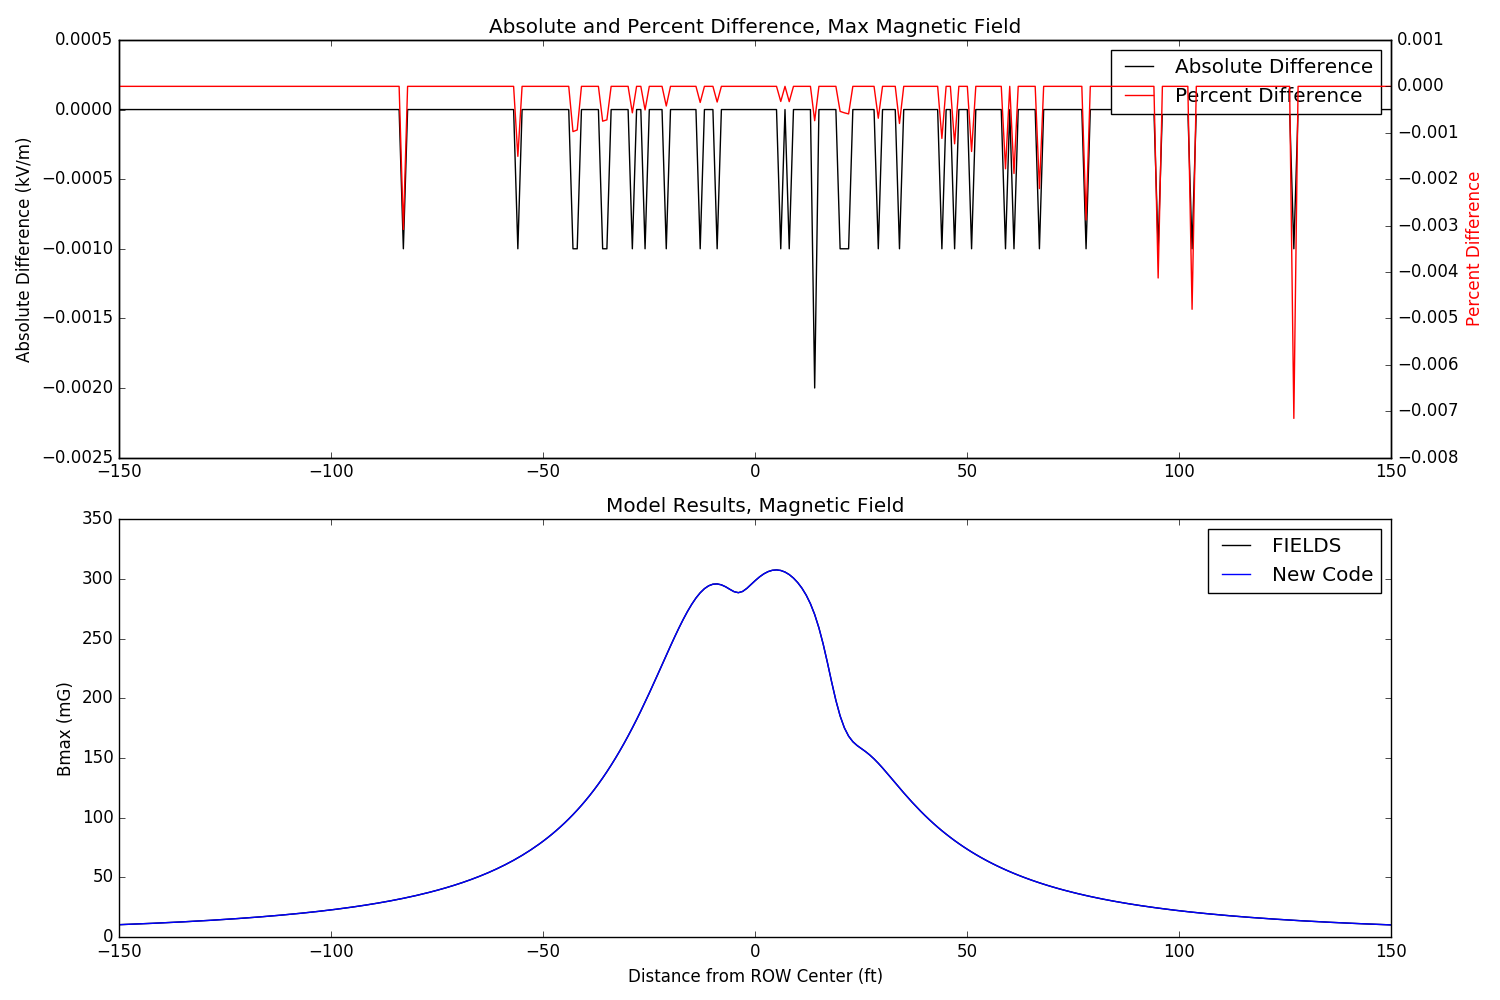 Absolute and Percent Difference, Max Magnetic Field
0.0005
0.0000
−0.0005
−0.0010
−0.0015
−0.0020
−0.0025
Absolute Difference (kV/m)
0.001
0.000
−0.001
−0.002
−0.003
−0.004
−0.005
−0.006
−0.007
−0.008
Percent Difference
Absolute Difference
Percent Difference
−150 −100 −50 0 50 100 150
Model Results, Magnetic Field
350
300
250
200
150
100
50
0
Bmax (mG)
FIELDS
New Code
−150 −100 −50 0 50 100 150
Distance from ROW Center (ft)